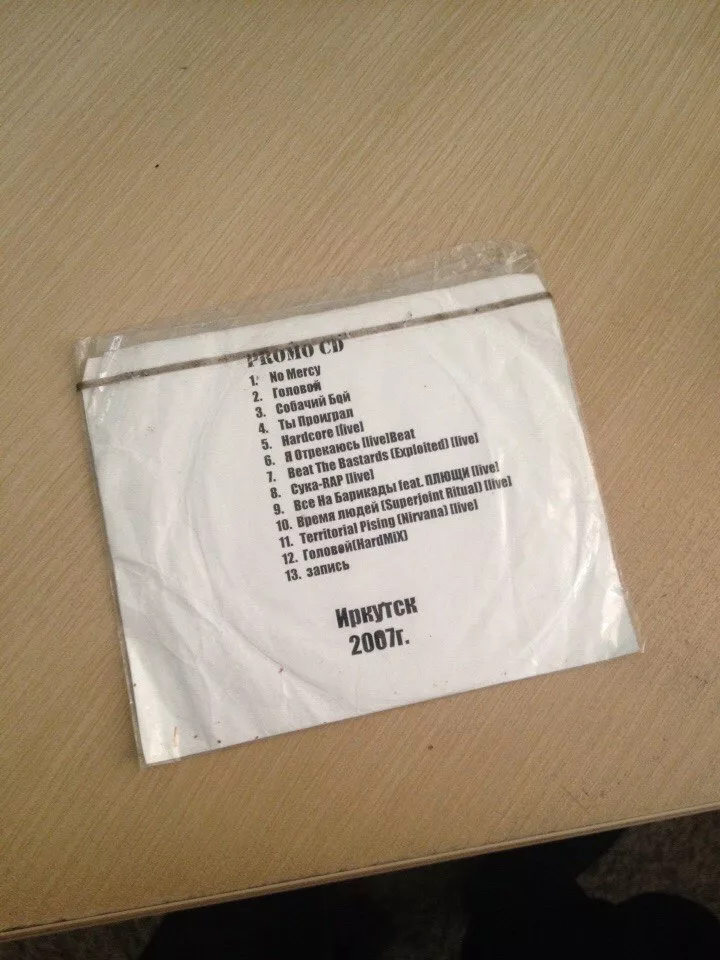 PROMO CD
1. No Mercy
2. Головой
3. Собачий Бой
4. Ты Проиграл
5. Hardcore [live]
6. Я Отрекаюсь [live]Beat
7. Beat The Bastards (Exploited) [live]
8. Сука-RAP [live]
9. Все На Барикады feat. ПЛЮЩИ [live]
10. Время людей (Superjoint Ritual) [live]
11. Territorial Pising (Nirvana) [live]
12. Головой(HardMiX)
13. запись
Иркутск
2007г.